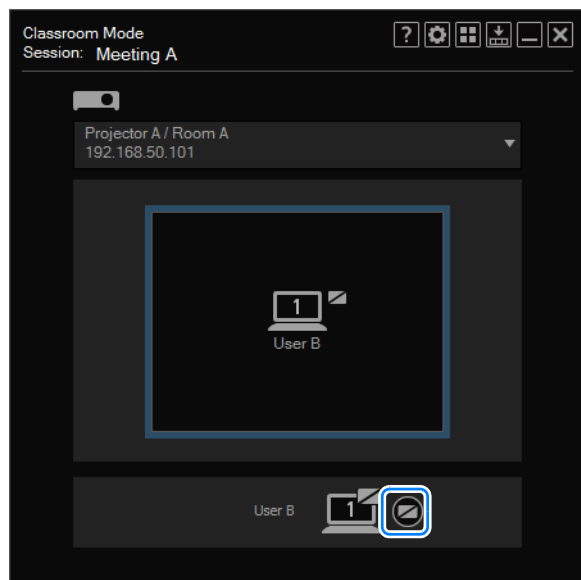 Classroom Mode
Session: Meeting A
?
Projector A / Room A
192.168.50.101
1
User B
User B
1